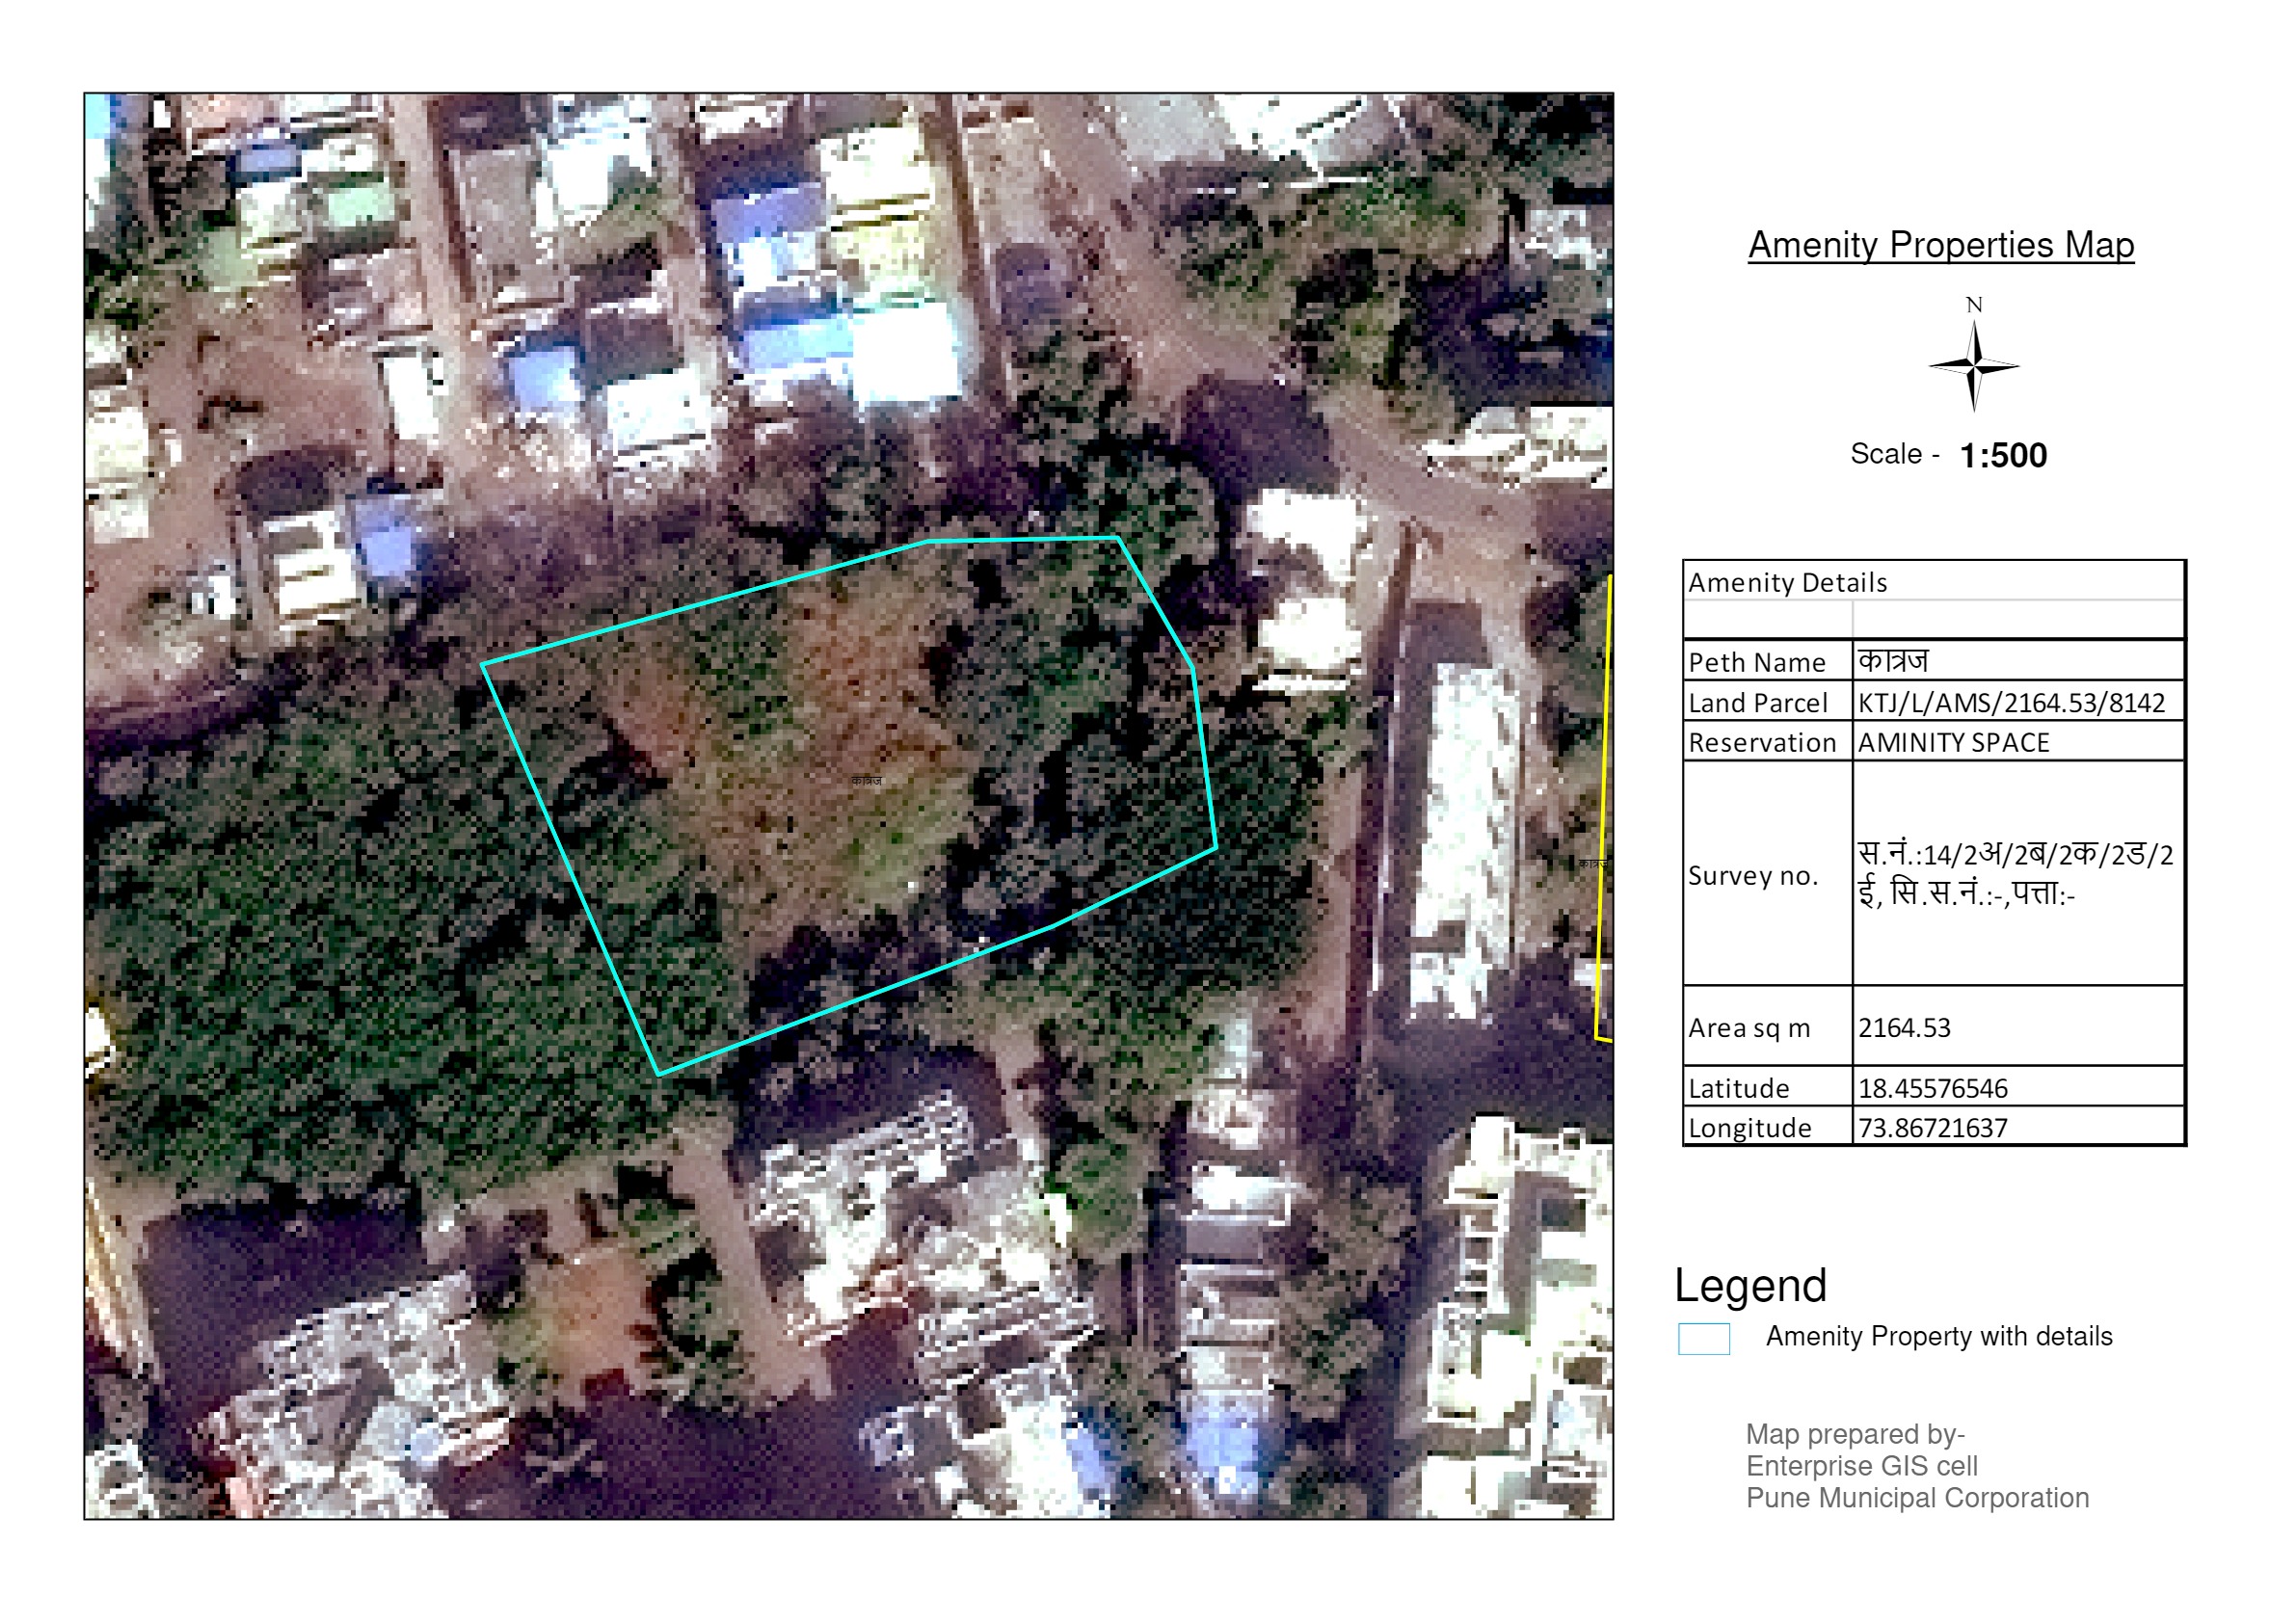 Amenity Properties Map
N
Scale - 1:500
Amenity Details
Peth Name कात्रज
Land Parcel KTJ/L/AMS/2164.53/8142
Reservation AMINITY SPACE
Survey no. स.नं.:14/2अ/2ब/2क/2ड/2
ई, सि.स.नं.:-,पत्ता:-
Area sq m 2164.53
Latitude 18.45576546
Longitude 73.86721637
कात्रज
कात्रज
Legend
Amenity Property with details
Map prepared by-
Enterprise GIS cell
Pune Municipal Corporation